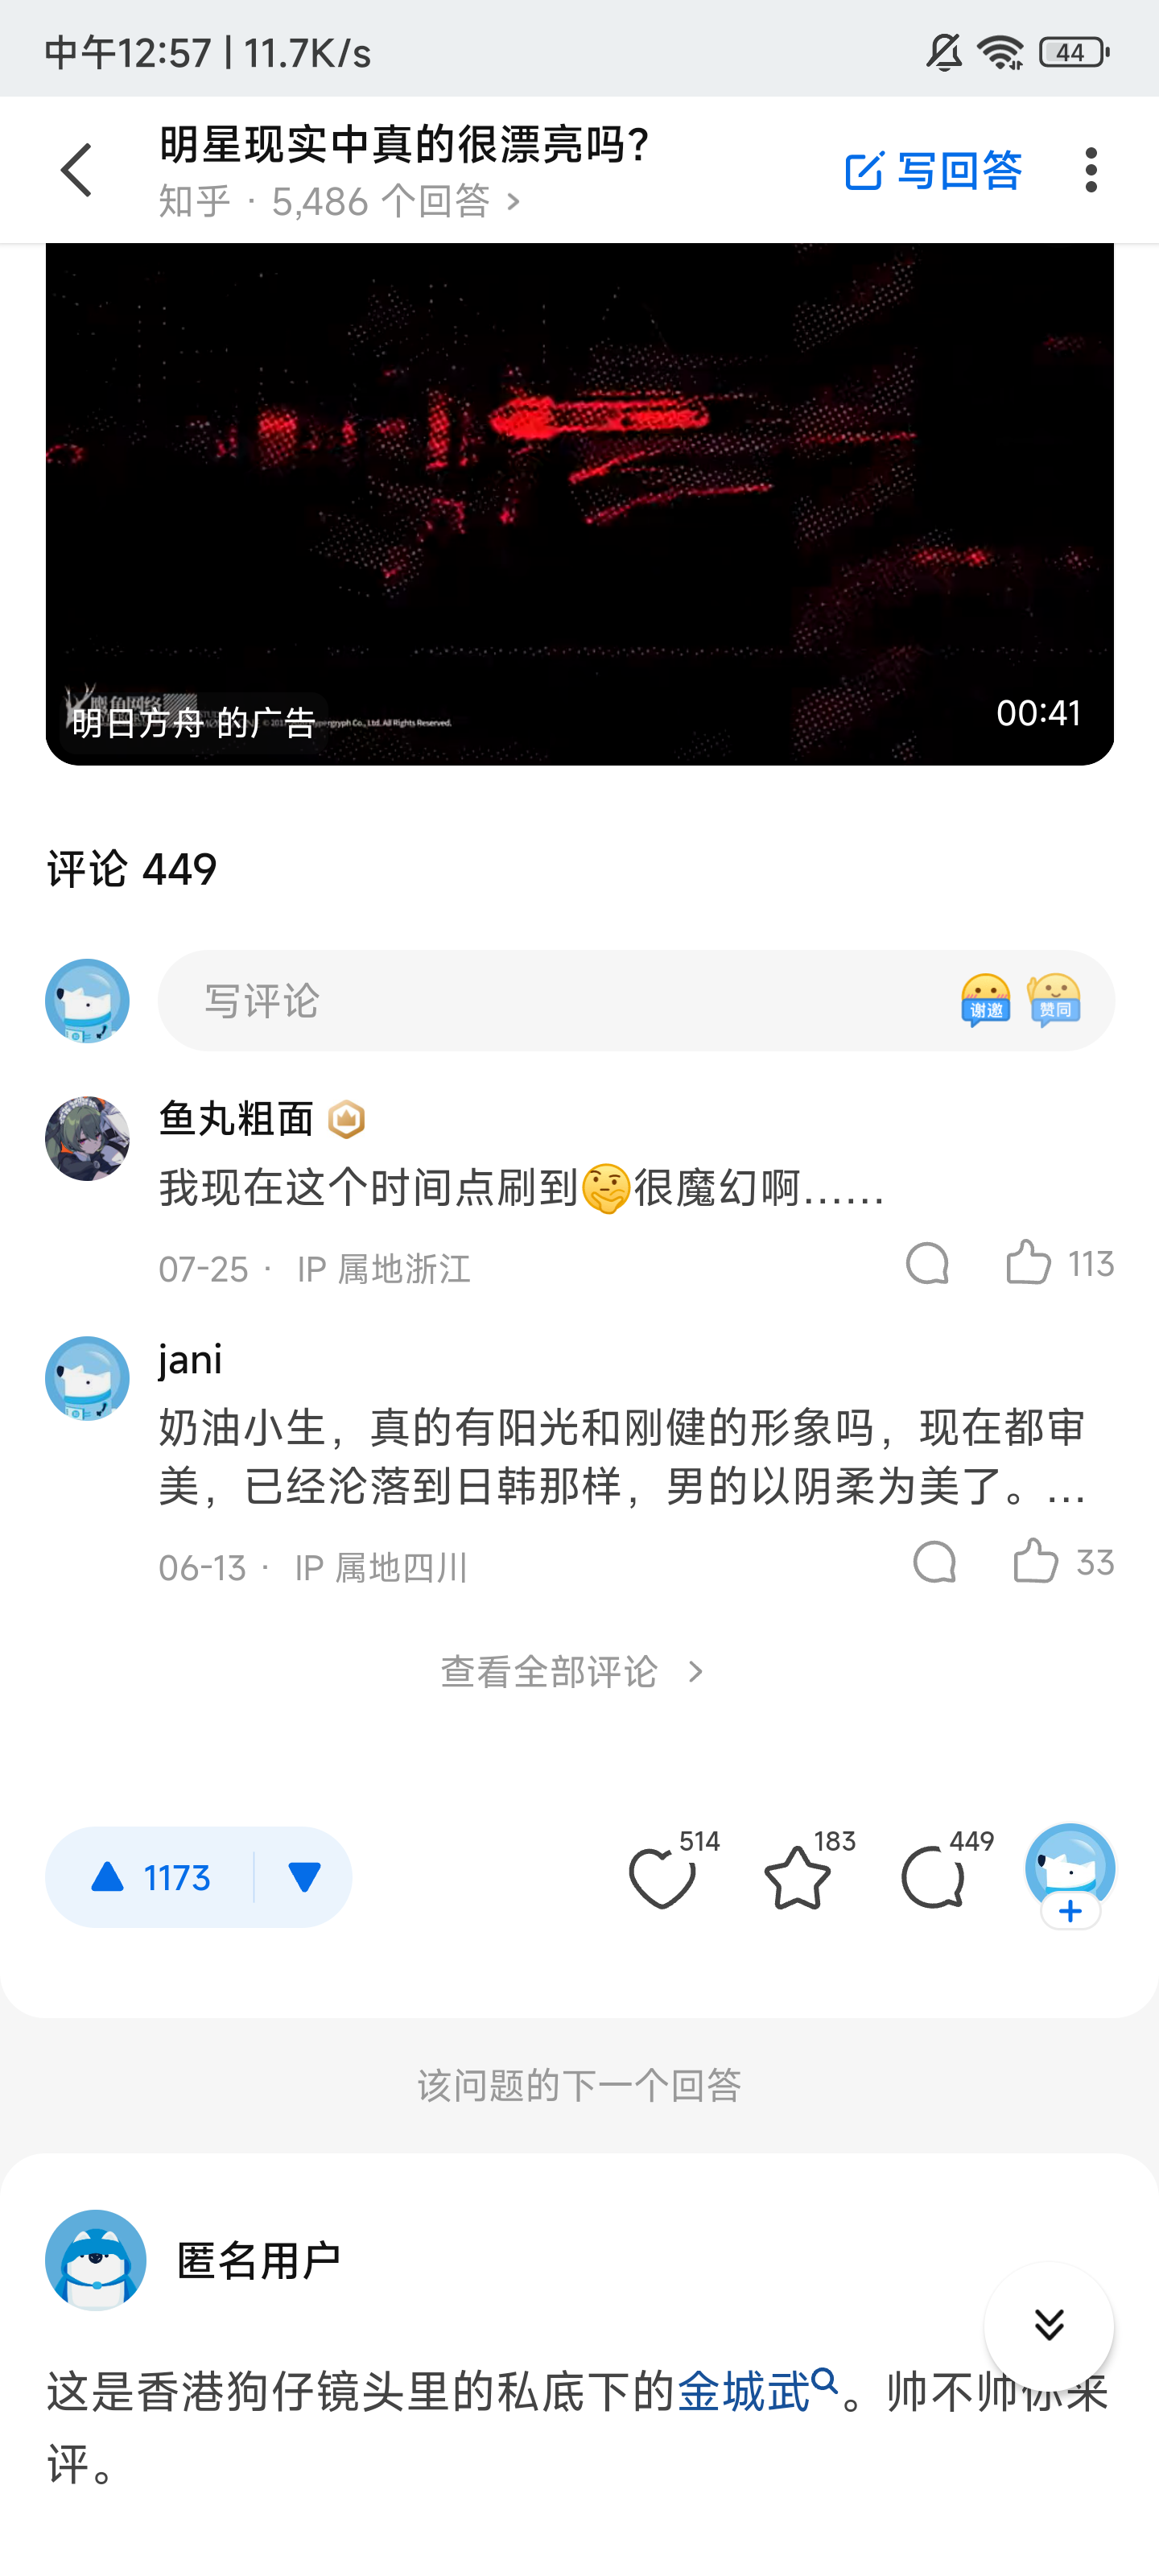 中午12:57 | 11.7K/s
44
明星现实中真的很漂亮吗?
知乎 · 5,486 个回答 >
写回答
明日方舟 的广告
ypergryph Co., Ltd. All Rights Reserved.
00:41
评论 449
写评论
谢邀
赞同
鱼丸粗面
我现在这个时间点刷到🤔很魔幻啊……
07-25 · IP 属地浙江
113
jani
奶油小生，真的有阳光和刚健的形象吗，现在都审
美，已经沦落到日韩那样，男的以阴柔为美了。...
06-13 · IP 属地四川
33
查看全部评论 >
1173
514
183
449
该问题的下一个回答
匿名用户
这是香港狗仔镜头里的私底下的金城武。帅不帅你来
评。